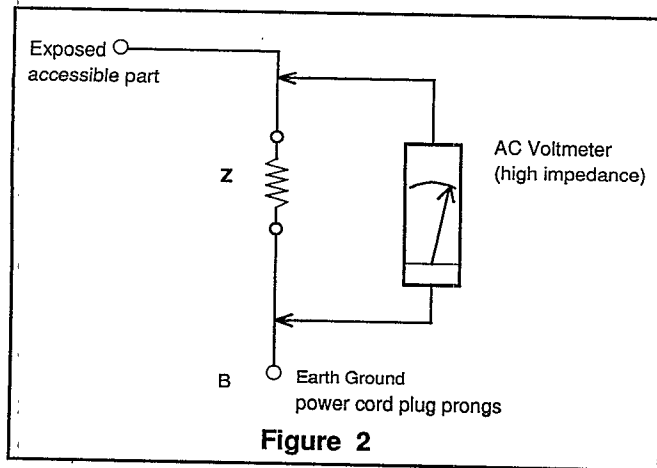 Exposed
accessible part
Z
AC Voltmeter
(high impedance)
B
Earth Ground
power cord plug prongs
Figure 2